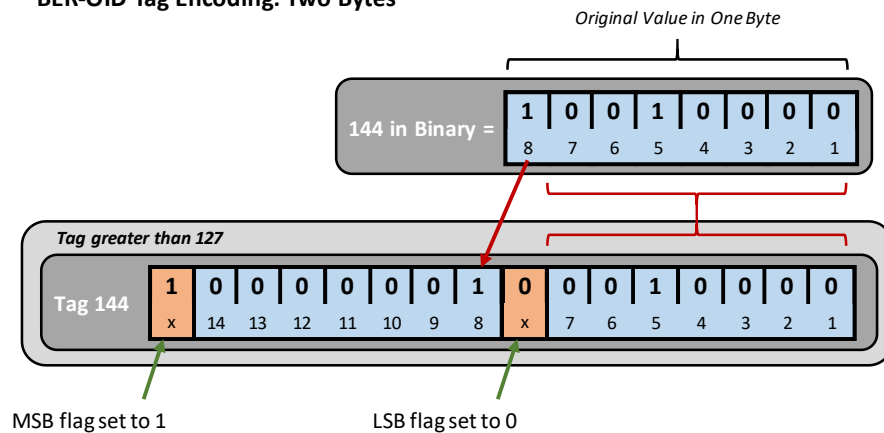 BER-OID Tag Encoding: Two Bytes
Original Value in One Byte
144 in Binary =
1 0 0 1 0 0 0 0
8 7 6 5 4 3 2 1
Tag greater than 127
Tag 144
1 0 0 0 0 0 0 1 0 0 0 1 0 0 0 0
x 14 13 12 11 10 9 8 x 7 6 5 4 3 2 1
MSB flag set to 1
LSB flag set to 0